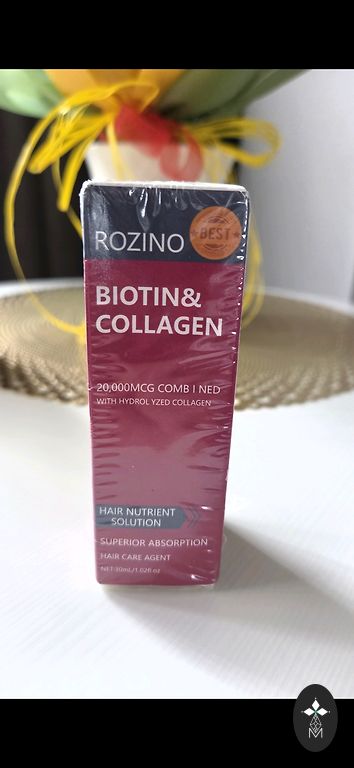 ROZINO
BEST
BIOTIN&
COLLAGEN
20,000MCG COMB I NED
WITH HYDROL YZED COLLAGEN
HAIR NUTRIENT
SOLUTION
SUPERIOR ABSORPTION
HAIR CARE AGENT
NET:30mL/1.02fl oz
M